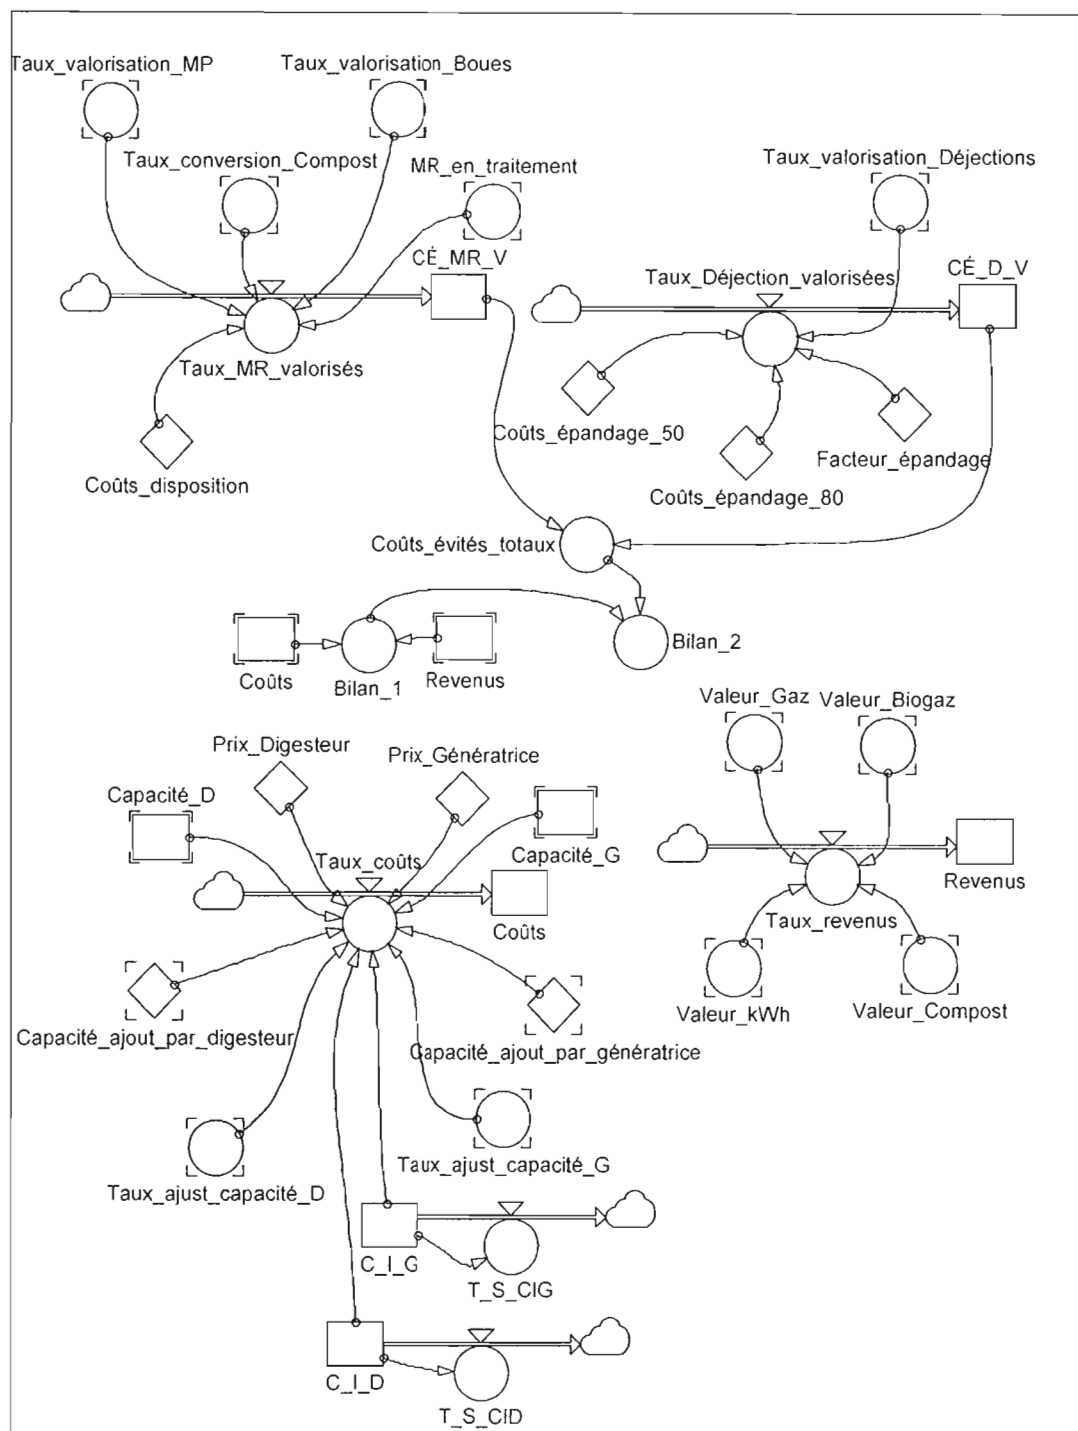 Taux_valorisation_MP
Taux_valorisation_Boues
Taux_conversion_Compost
MR_en_traitement
Taux_valorisation_Déjections
CÉ_MR_V
Taux_Déjection_valorisées
CÉ_D_V
Taux_MR_valorisés
Coûts_épandage_50
Facteur_épandage
Coûts_disposition
Coûts_épandage_80
Coûts_évités_totaux
Bilan_2
Coûts
Bilan_1
Revenus
Valeur_Gaz
Valeur_Biogaz
Prix_Digesteur
Prix_Génératrice
Capacité_D
Taux_coûts
Capacité_G
Revenus
Coûts
Taux_revenus
Valeur_kWh
Valeur_Compost
Capacité_ajout_par_digesteur
Capacité_ajout_par_génératrice
Taux_ajust_capacité_G
Taux_ajust_capacité_D
C_I_G
T_S_CIG
C_I_D
T_S_CID